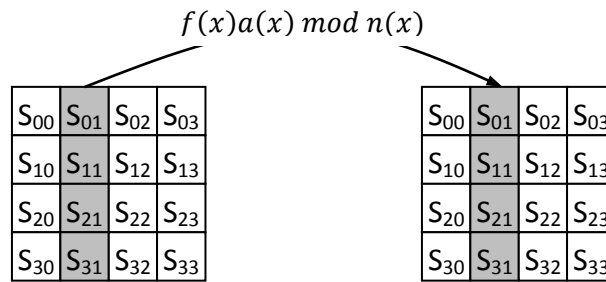 f(x)a(x) mod n(x)
S00 S01 S02 S03 S00 S01 S02 S03
S10 S11 S12 S13 S10 S11 S12 S13
S20 S21 S22 S23 S20 S21 S22 S23
S30 S31 S32 S33 S30 S31 S32 S33